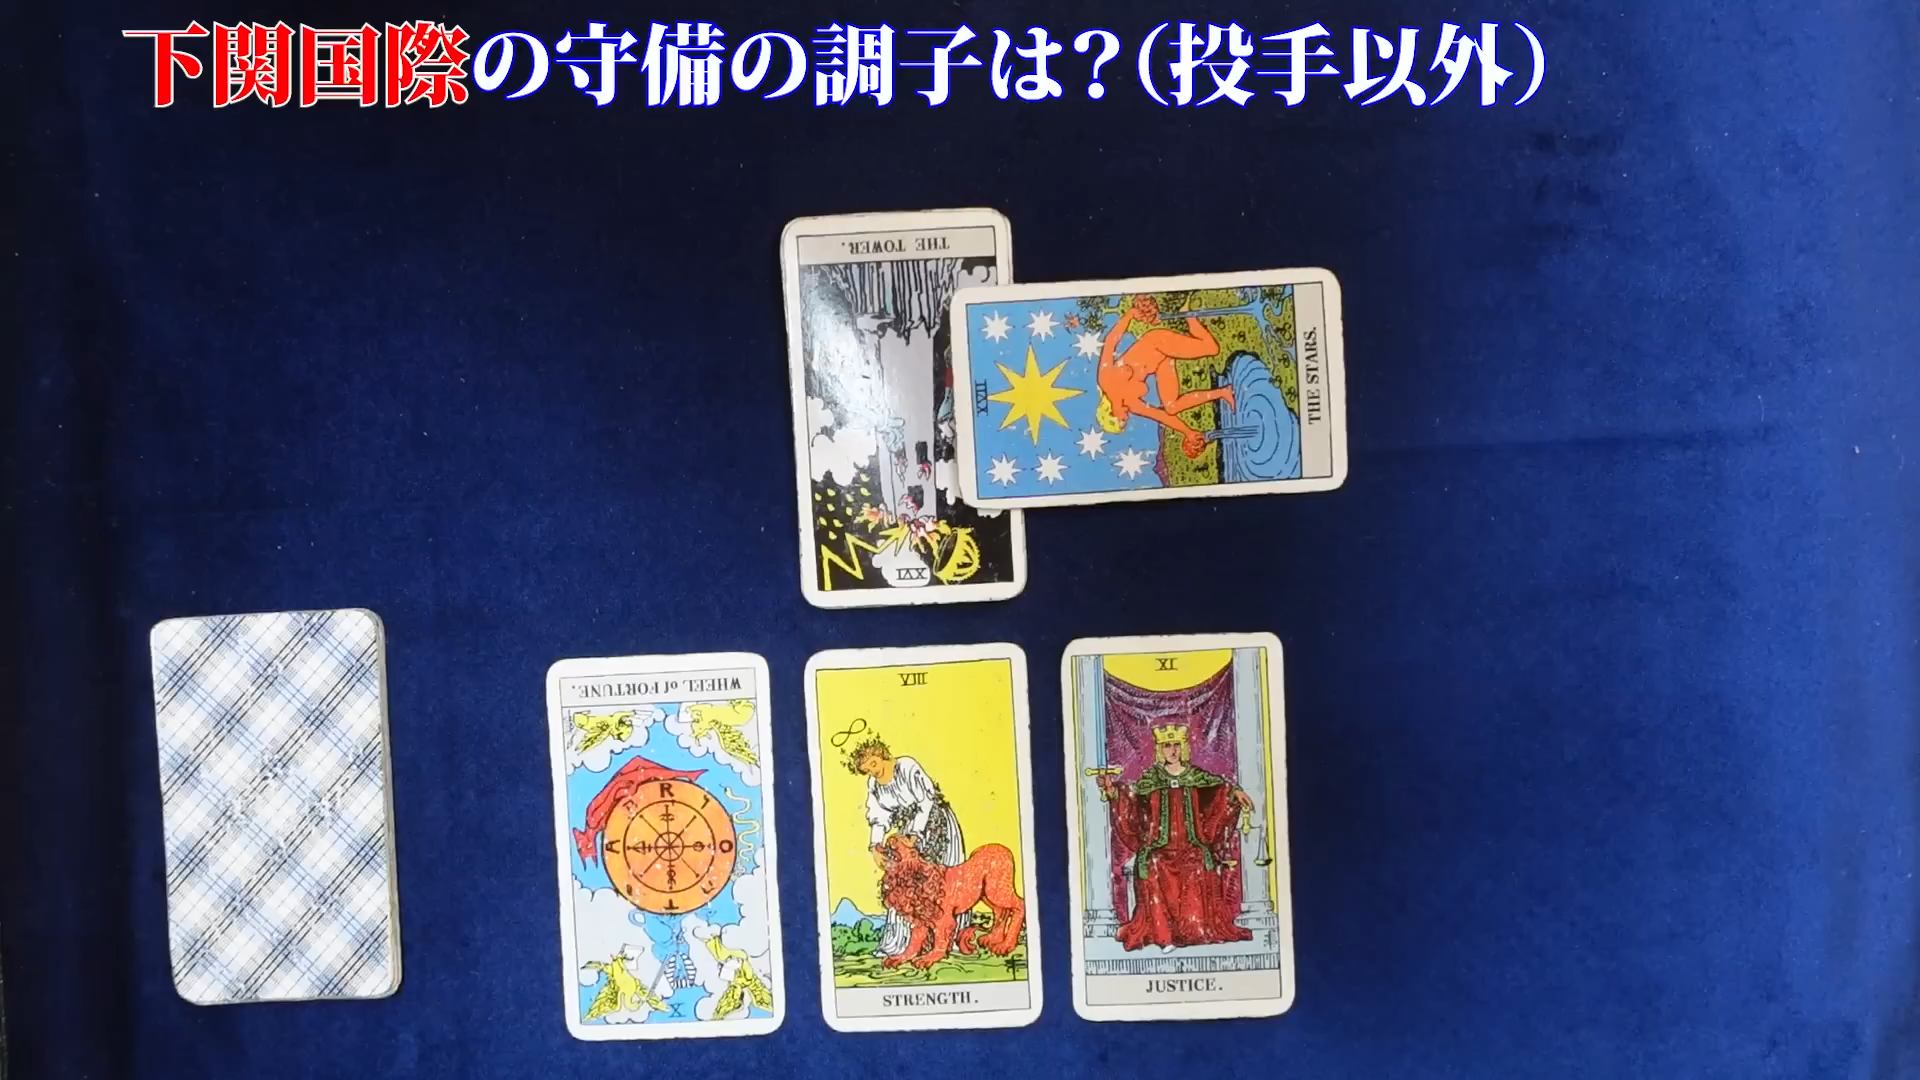 下関国際の守備の調子は?(投手以外)
THE TOWER.
XVI
XVII
THE STARS.
WHEEL of FORTUNE.
R
O
T
A
X
VIII
STRENGTH.
IX
JUSTICE.